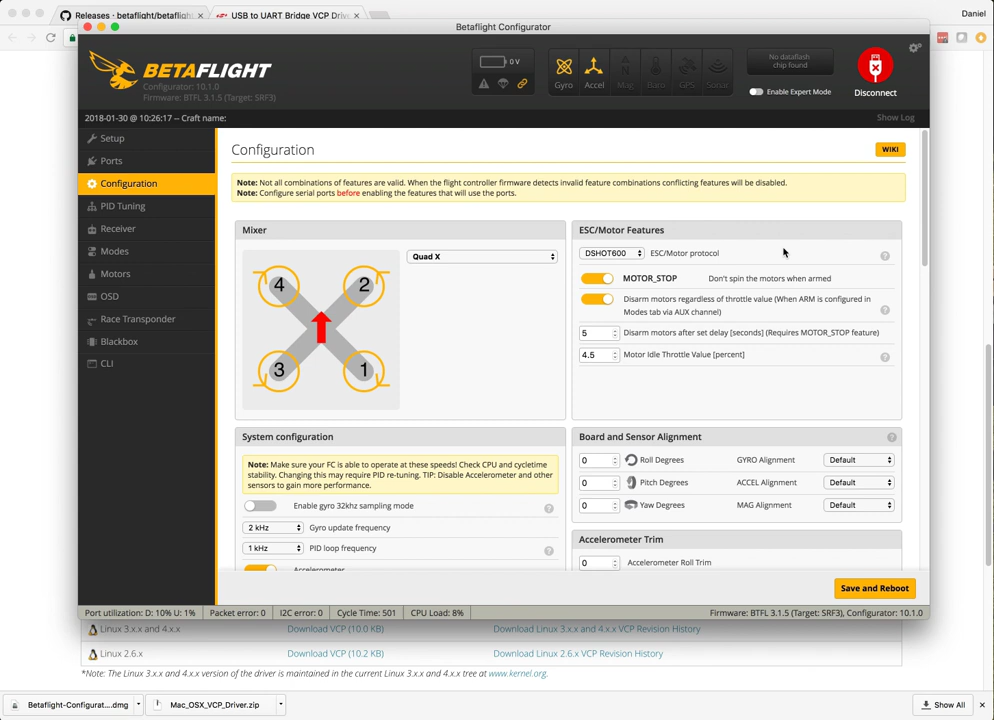 Releases · betaflight/betafligh
USB to UART Bridge VCP Driv
Daniel
Betaflight Configurator
BETAFLIGHT
Configurator: 10.1.0
Firmware: BTFL 3.1.5 (Target: SRF3)
0 V
Gyro
Accel
Mag
Baro
GPS
Sonar
No dataflash
chip found
Enable Expert Mode
Disconnect
2018-01-30 @ 10:26:17 -- Craft name:
Show Log
Setup
Ports
Configuration
PID Tuning
Receiver
Modes
Motors
OSD
Race Transponder
Blackbox
CLI
Configuration
WIKI
Note: Not all combinations of features are valid. When the flight controller firmware detects invalid feature combinations conflicting features will be disabled.
Note: Configure serial ports before enabling the features that will use the ports.
Mixer
Quad X
4
2
3
1
ESC/Motor Features
DSHOT600
ESC/Motor protocol
?
MOTOR_STOP
Don't spin the motors when armed
Disarm motors regardless of throttle value (When ARM is configured in
Modes tab via AUX channel)
?
5
Disarm motors after set delay [seconds] (Requires MOTOR_STOP feature)
4.5
Motor Idle Throttle Value [percent]
?
System configuration
Note: Make sure your FC is able to operate at these speeds! Check CPU and cycletime
stability. Changing this may require PID re-tuning. TIP: Disable Accelerometer and other
sensors to gain more performance.
Enable gyro 32khz sampling mode
?
2 kHz
Gyro update frequency
1 kHz
PID loop frequency
?
Accelerometer
Board and Sensor Alignment
?
0
Roll Degrees
GYRO Alignment
Default
0
Pitch Degrees
ACCEL Alignment
Default
0
Yaw Degrees
MAG Alignment
Default
Accelerometer Trim
0
Accelerometer Roll Trim
Save and Reboot
Port utilization: D: 10% U: 1%
Packet error: 0
I2C error: 0
Cycle Time: 501
CPU Load: 8%
Firmware: BTFL 3.1.5 (Target: SRF3), Configurator: 10.1.0
Linux 3.x.x and 4.x.x
Download VCP (10.0 KB)
Download Linux 3.x.x and 4.x.x VCP Revision History
Linux 2.6.x
Download VCP (10.2 KB)
Download Linux 2.6.x VCP Revision History
*Note: The Linux 3.x.x and 4.x.x version of the driver is maintained in the current Linux 3.x.x and 4.x.x tree at www.kernel.org.
Betaflight-Configurat....dmg
Mac_OSX_VCP_Driver.zip
Show All